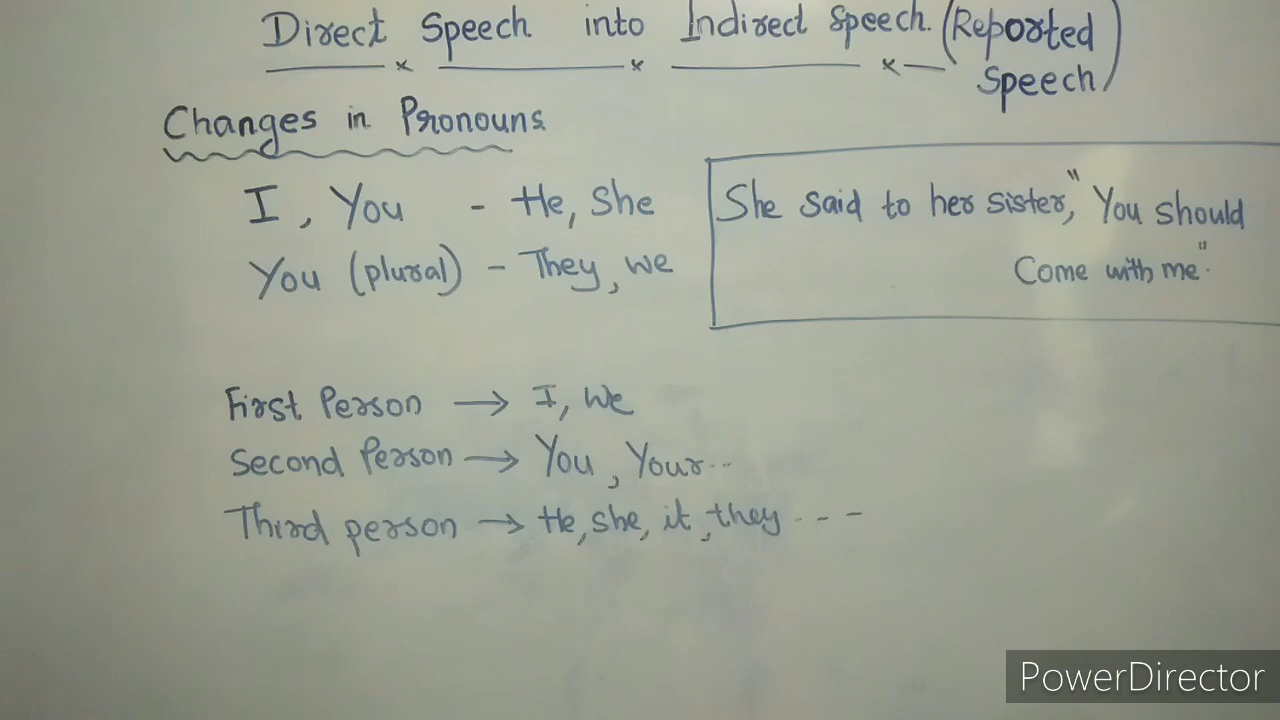 Direct Speech into Indirect Speech. (Reported Speech)
Changes in Pronouns.
I, You - He, She
You (plural) - They, we
She said to her sister, "You should
Come with me".
First Person → I, We
Second Person → You, Your..
Third person → He, she, it, they - - -
PowerDirector